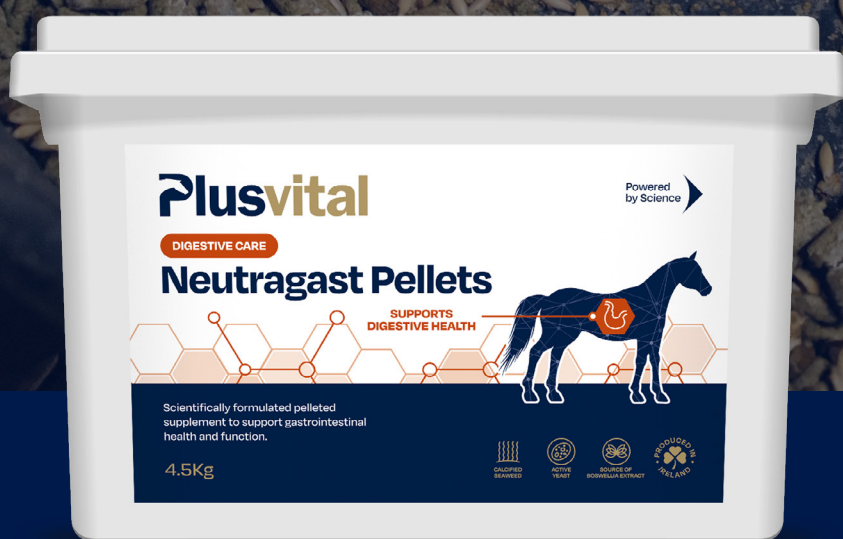 Plusvital
Powered
by Science
DIGESTIVE CARE
Neutragast Pellets
SUPPORTS
DIGESTIVE HEALTH
Scientifically formulated pelleted
supplement to support gastrointestinal
health and function.
4.5Kg
CALCIFIED
SEAWEED
ACTIVE
YEAST
SOURCE OF
BOSWELLIA EXTRACT
PRODUCED IN
IRELAND